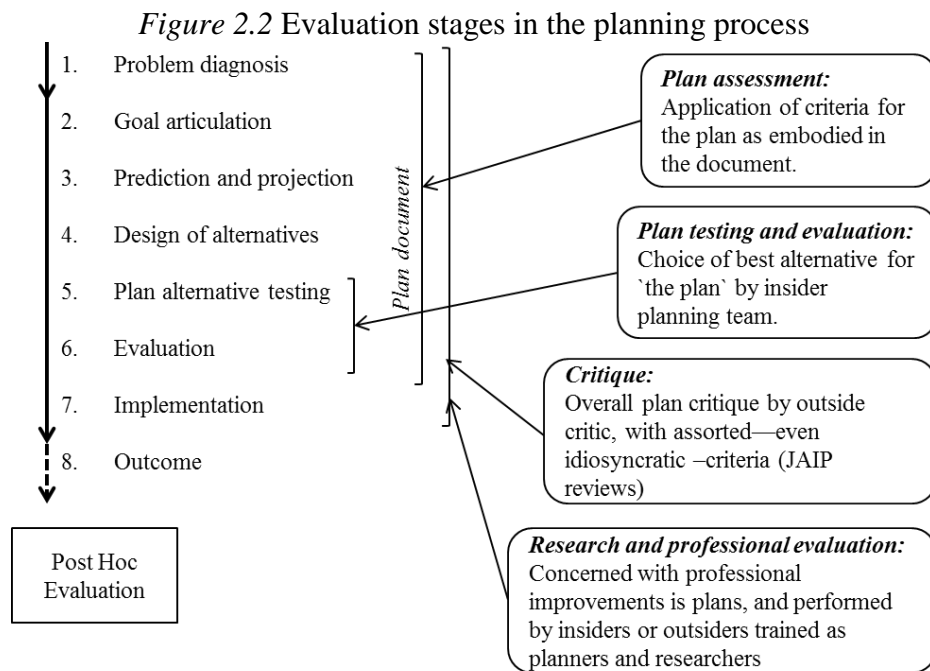 Figure 2.2 Evaluation stages in the planning process
1. Problem diagnosis
2. Goal articulation
3. Prediction and projection
4. Design of alternatives
5. Plan alternative testing
6. Evaluation
7. Implementation
8. Outcome
Post Hoc
Evaluation
Plan document
Plan assessment:
Application of criteria for
the plan as embodied in
the document.
Plan testing and evaluation:
Choice of best alternative for
`the plan` by insider
planning team.
Critique:
Overall plan critique by outside
critic, with assorted—even
idiosyncratic –criteria (JAIP
reviews)
Research and professional evaluation:
Concerned with professional
improvements is plans, and performed
by insiders or outsiders trained as
planners and researchers